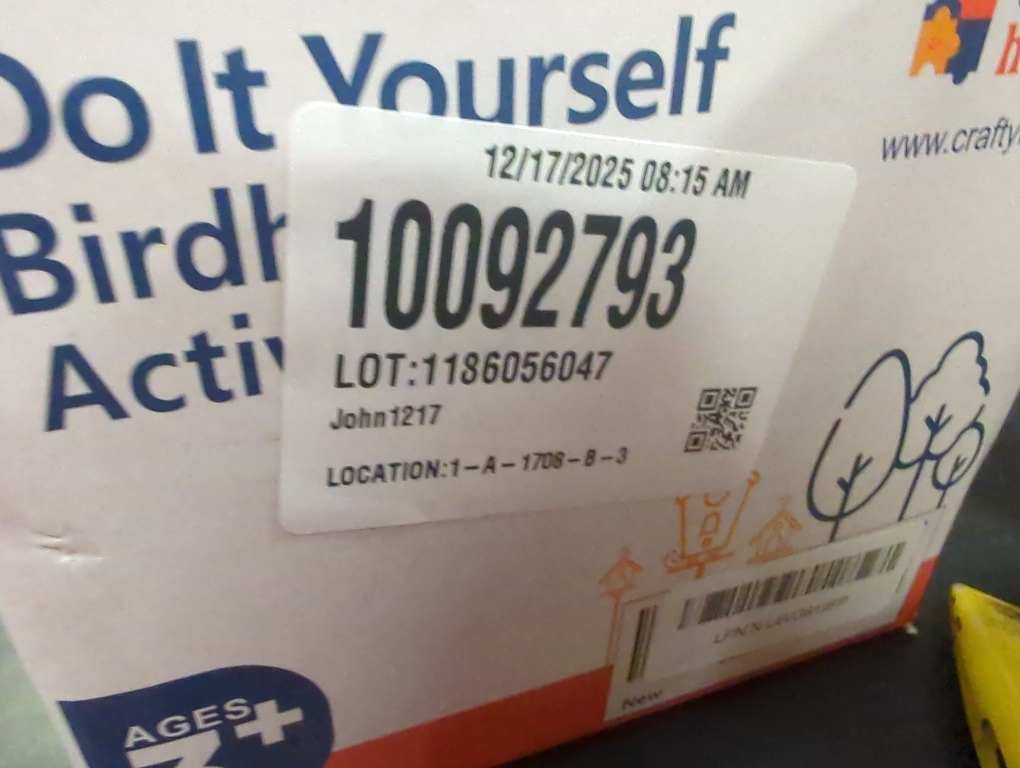 Do It Yourself
Birdh
Activ
www.crafty
12/17/2025 08:15 AM
10092793
LOT:1186056047
John1217
LOCATION:1-A-1708-B-3
New
AGES
3+